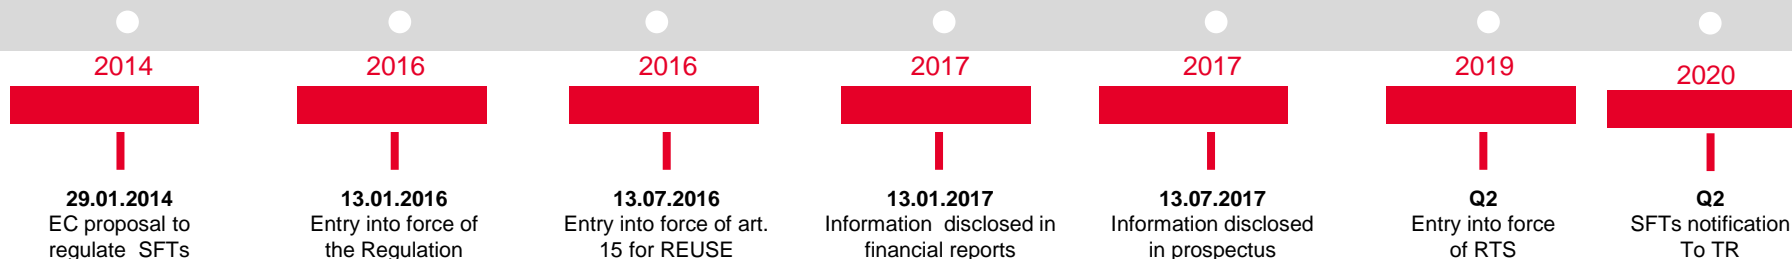 2014
29.01.2014
EC proposal to
regulate SFTs
2016
13.01.2016
Entry into force of
the Regulation
2016
13.07.2016
Entry into force of art.
15 for REUSE
2017
13.01.2017
Information disclosed in
financial reports
2017
13.07.2017
Information disclosed
in prospectus
2019
Q2
Entry into force
of RTS
2020
Q2
SFTs notification
To TR